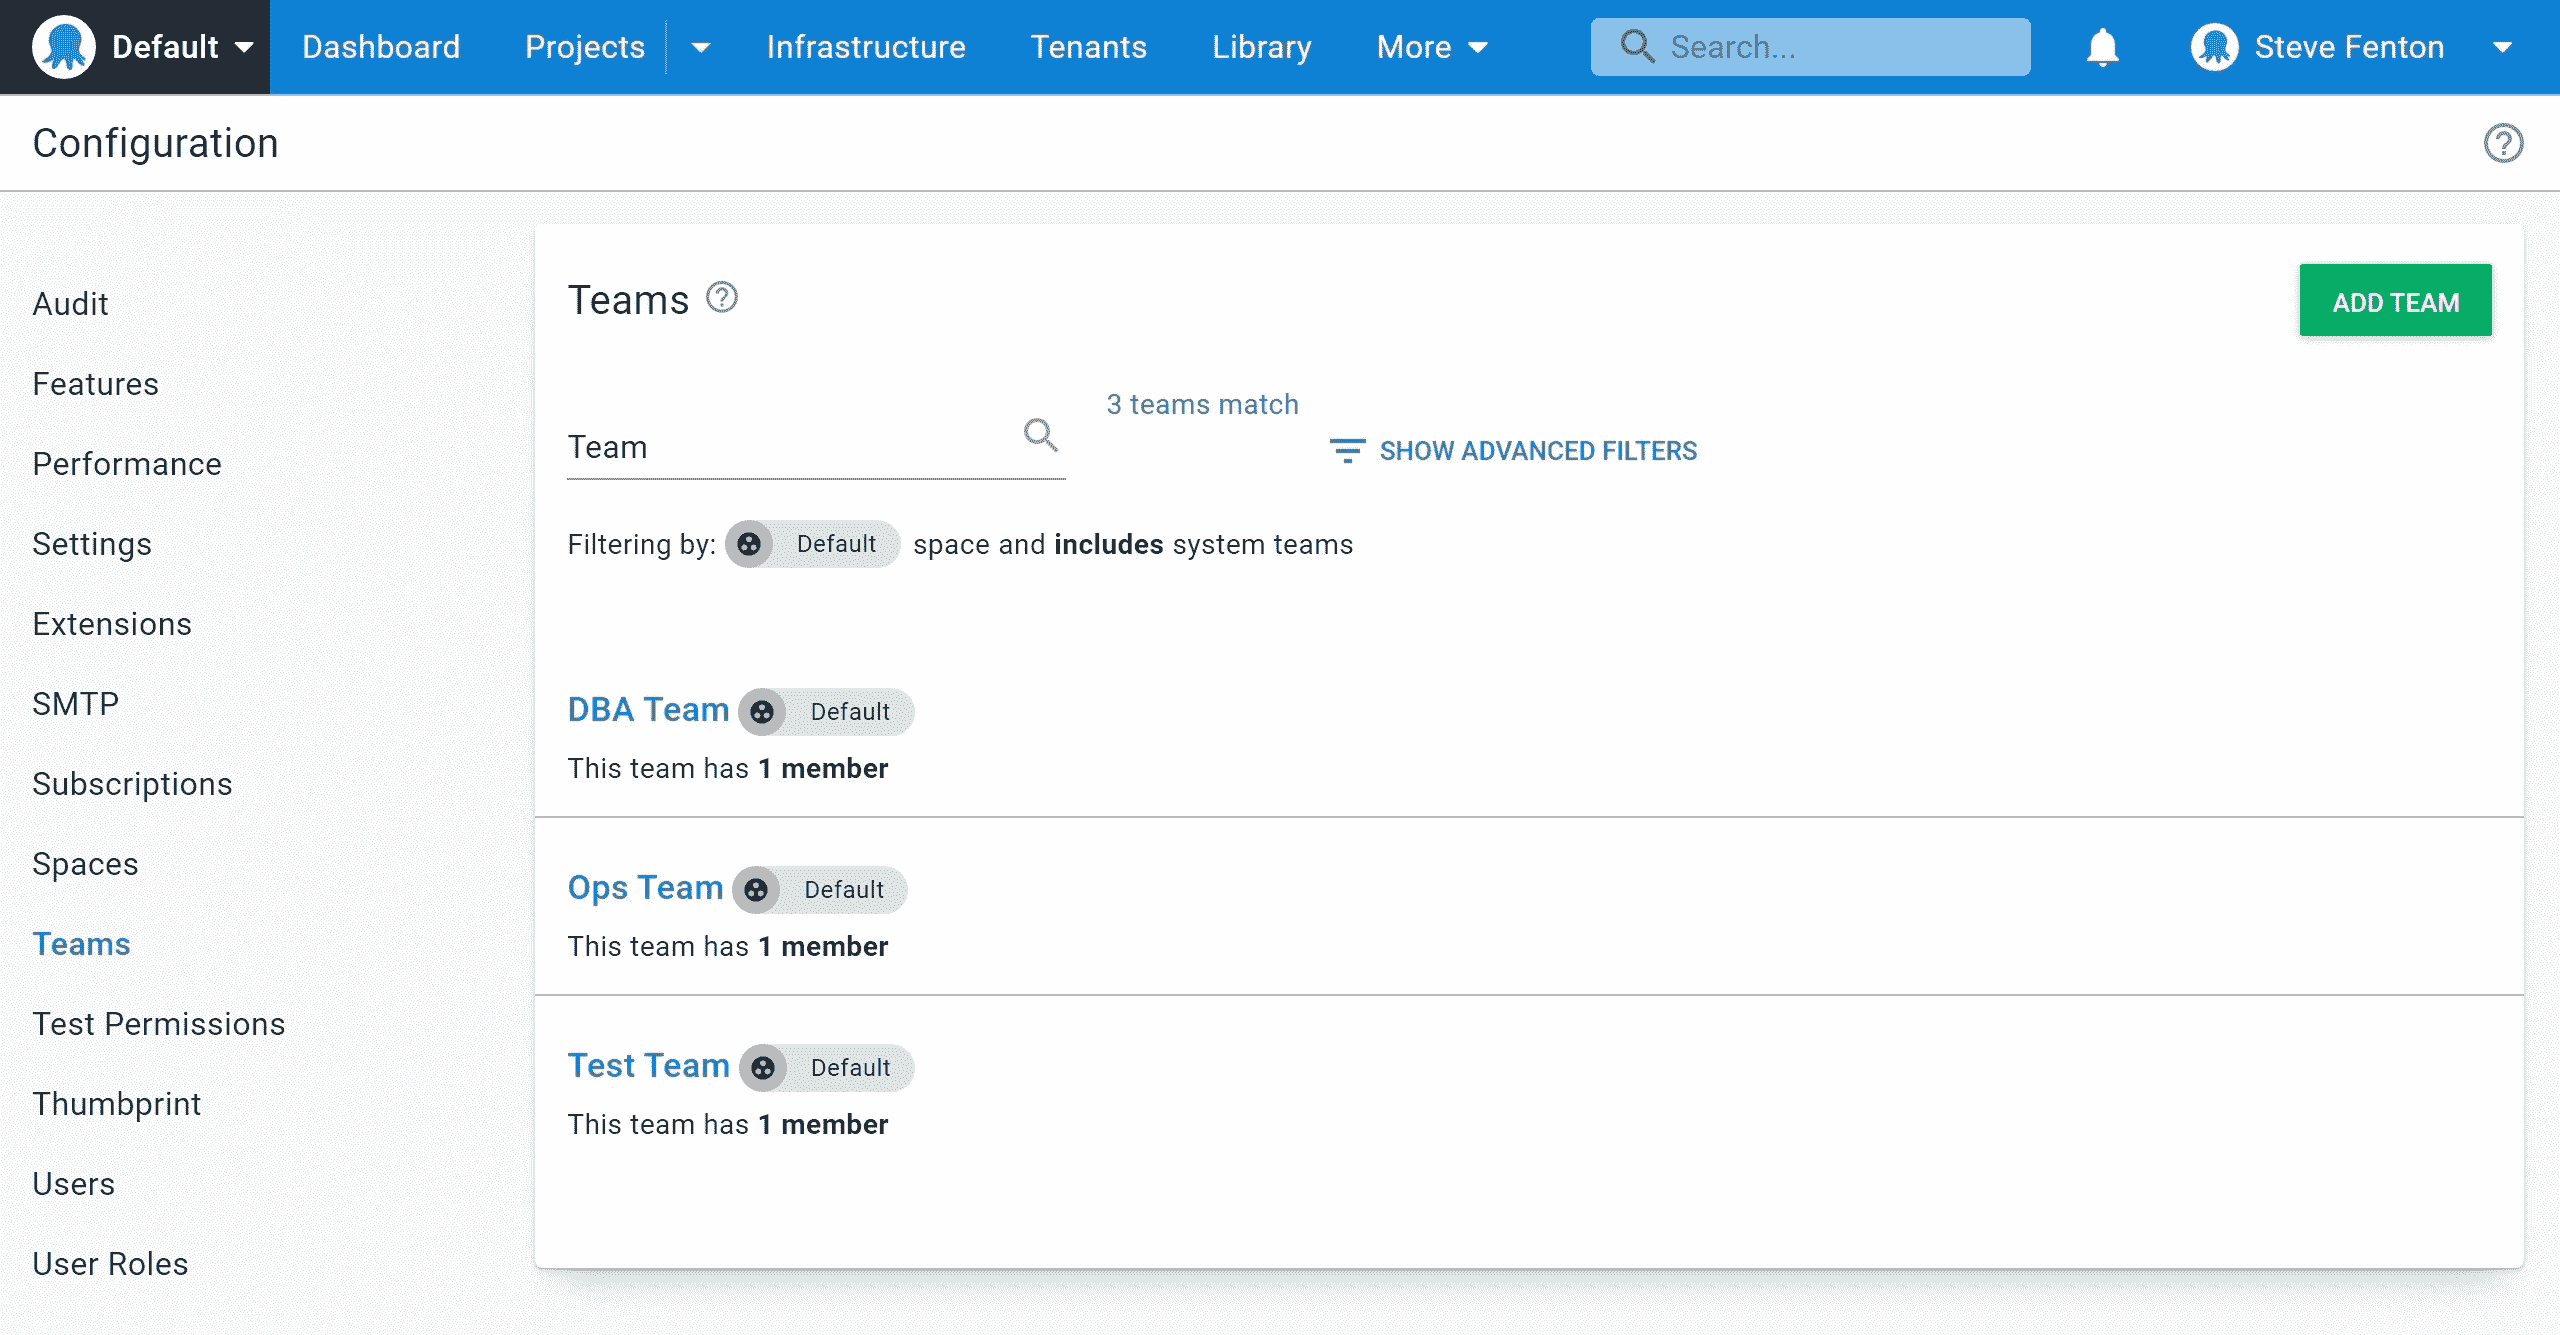 Default Dashboard Projects Infrastructure Tenants Library More Search... Steve Fenton
Configuration
Audit
Features
Performance
Settings
Extensions
SMTP
Subscriptions
Spaces
Teams
Test Permissions
Thumbprint
Users
User Roles
Teams
ADD TEAM
3 teams match
Team
SHOW ADVANCED FILTERS
Filtering by: Default space and includes system teams
DBA Team Default
This team has 1 member
Ops Team Default
This team has 1 member
Test Team Default
This team has 1 member